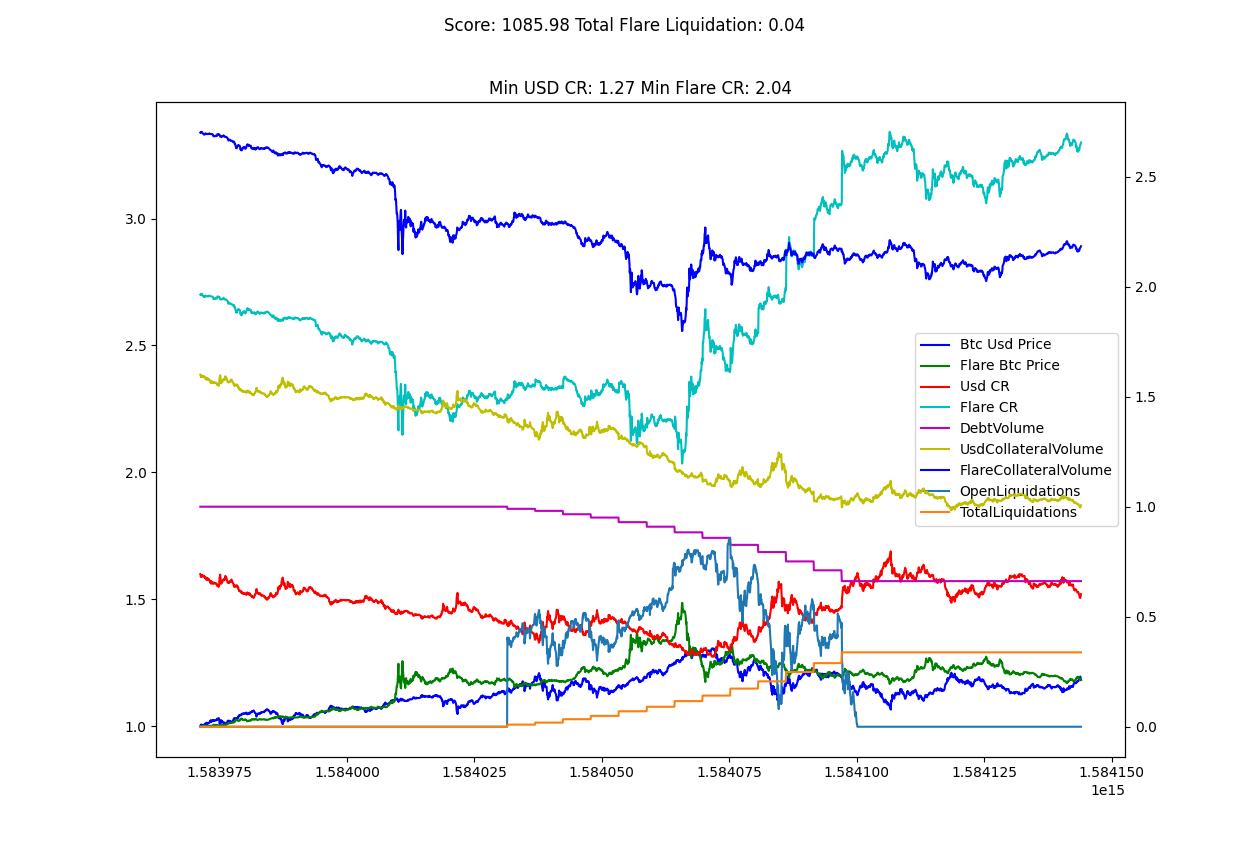 Score: 1085.98 Total Flare Liquidation: 0.04
Min USD CR: 1.27 Min Flare CR: 2.04
3.0
2.5
2.0
1.5
1.0
2.5
2.0
1.5
1.0
0.5
0.0
Btc Usd Price
Flare Btc Price
Usd CR
Flare CR
DebtVolume
UsdCollateralVolume
FlareCollateralVolume
OpenLiquidations
TotalLiquidations
1.583975 1.584000 1.584025 1.584050 1.584075 1.584100 1.584125 1.584150
1e15